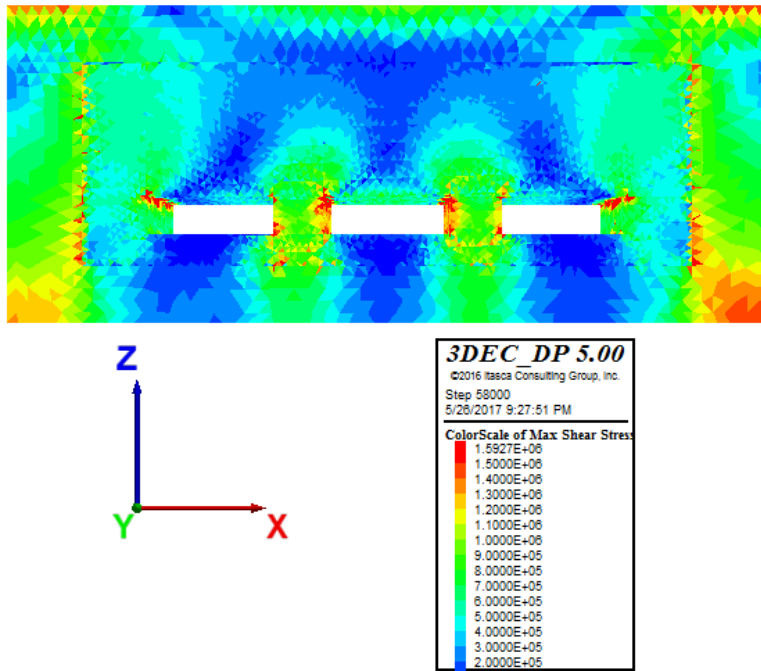 Z
Y
X
3DEC_DP 5.00
©2016 Itasca Consulting Group, Inc.
Step 58000
5/26/2017 9:27:51 PM
ColorScale of Max Shear Stress
1.5927E+06
1.5000E+06
1.4000E+06
1.3000E+06
1.2000E+06
1.1000E+06
1.0000E+06
9.0000E+05
8.0000E+05
7.0000E+05
6.0000E+05
5.0000E+05
4.0000E+05
3.0000E+05
2.0000E+05